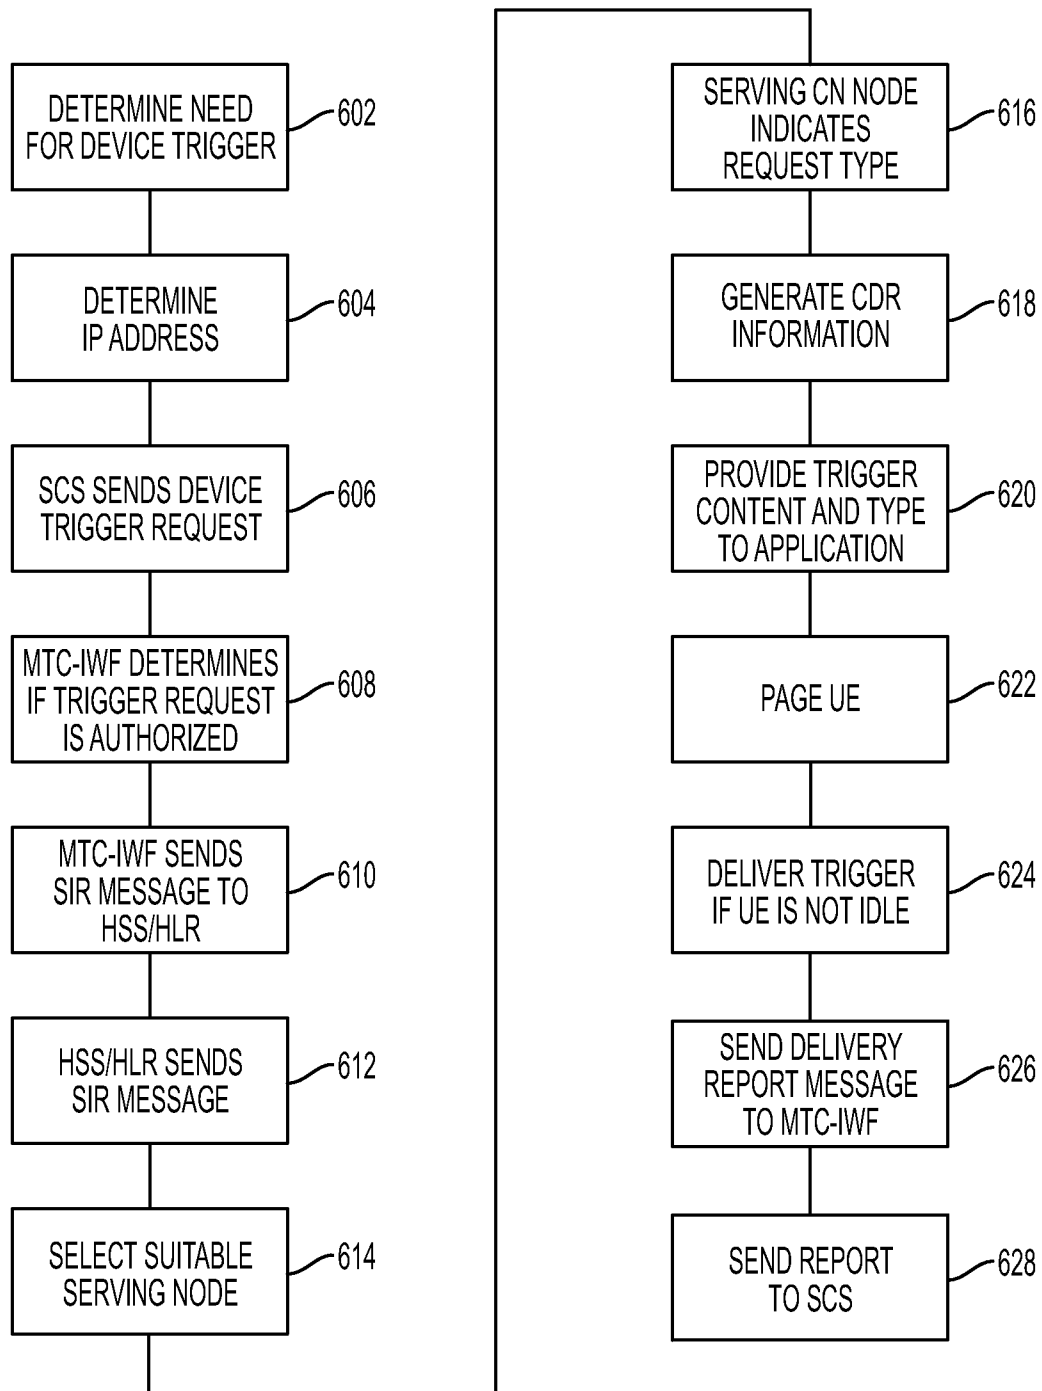 DETERMINE NEED
FOR DEVICE TRIGGER
602
DETERMINE
IP ADDRESS
604
SCS SENDS DEVICE
TRIGGER REQUEST
606
MTC-IWF DETERMINES
IF TRIGGER REQUEST
IS AUTHORIZED
608
MTC-IWF SENDS
SIR MESSAGE TO
HSS/HLR
610
HSS/HLR SENDS
SIR MESSAGE
612
SELECT SUITABLE
SERVING NODE
614
SERVING CN NODE
INDICATES
REQUEST TYPE
616
GENERATE CDR
INFORMATION
618
PROVIDE TRIGGER
CONTENT AND TYPE
TO APPLICATION
620
PAGE UE
622
DELIVER TRIGGER
IF UE IS NOT IDLE
624
SEND DELIVERY
REPORT MESSAGE
TO MTC-IWF
626
SEND REPORT
TO SCS
628